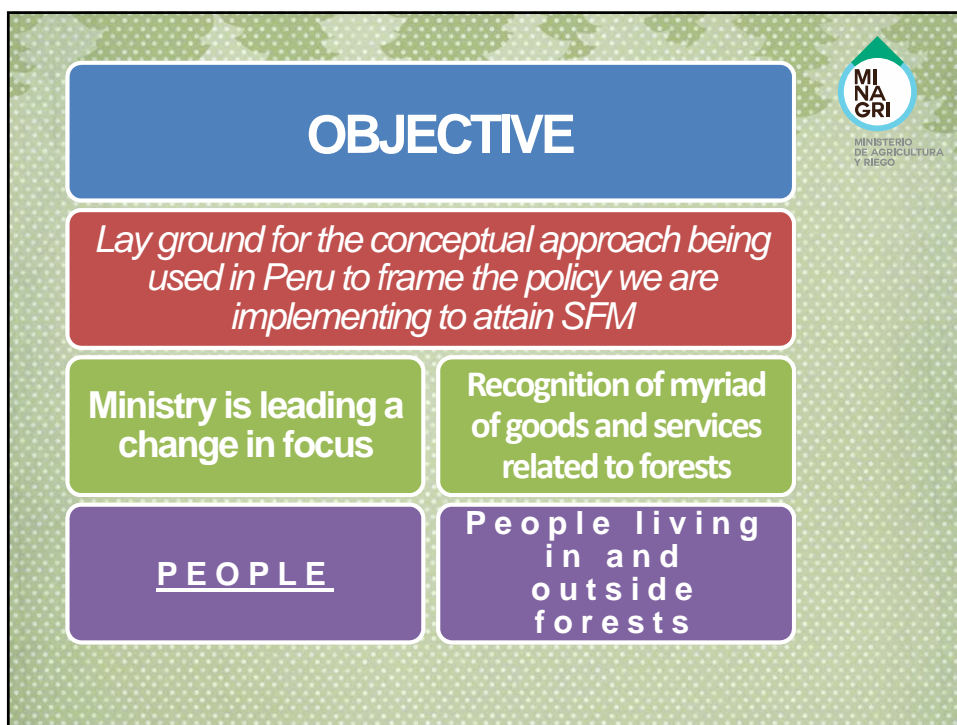 OBJECTIVE
MI
NA
GRI
MINISTERIO
DE AGRICULTURA
Y RIEGO
Lay ground for the conceptual approach being
used in Peru to frame the policy we are
implementing to attain SFM
Ministry is leading a
change in focus
Recognition of myriad
of goods and services
related to forests
PEOPLE
People living
in and
outside
forests